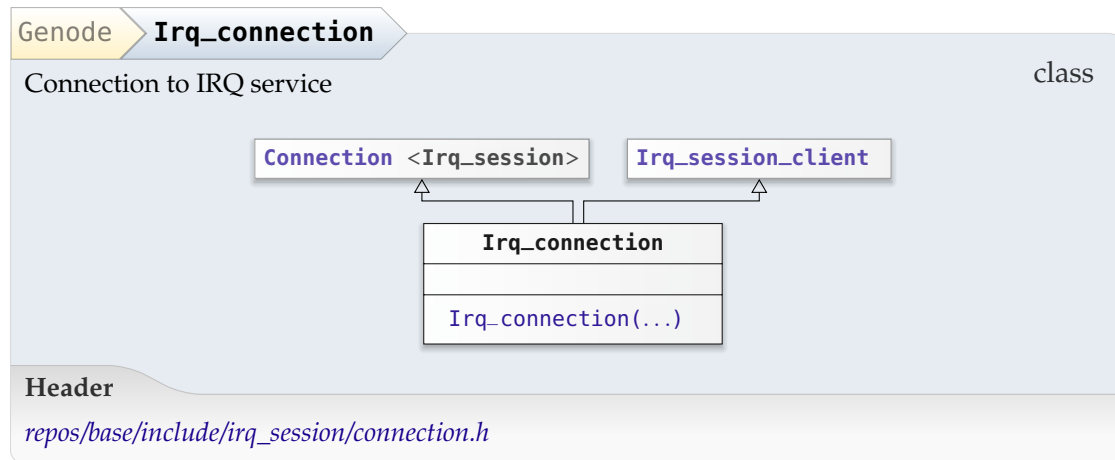 Genode Irq_connection
class
Connection to IRQ service
Connection <Irq_session> Irq_session_client
Irq_connection
Irq_connection(...)
Header
repos/base/include/irq_session/connection.h